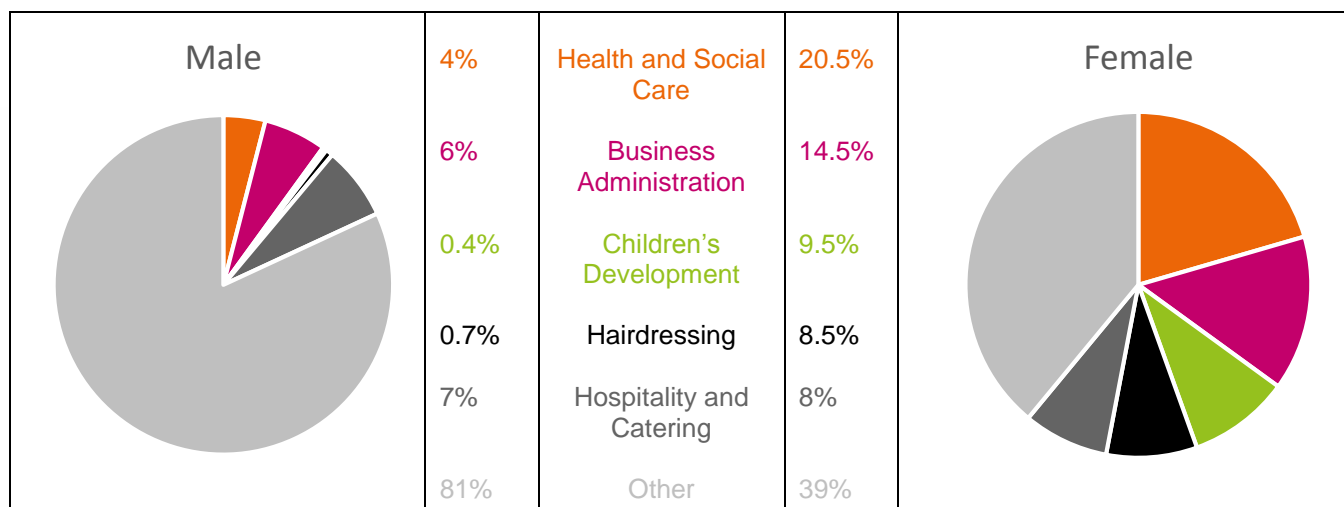 Male
4%
Health and Social
Care
20.5%
Female
6%
Business
Administration
14.5%
0.4%
Children's
Development
9.5%
0.7%
Hairdressing
8.5%
7%
Hospitality and
Catering
8%
81%
Other
39%